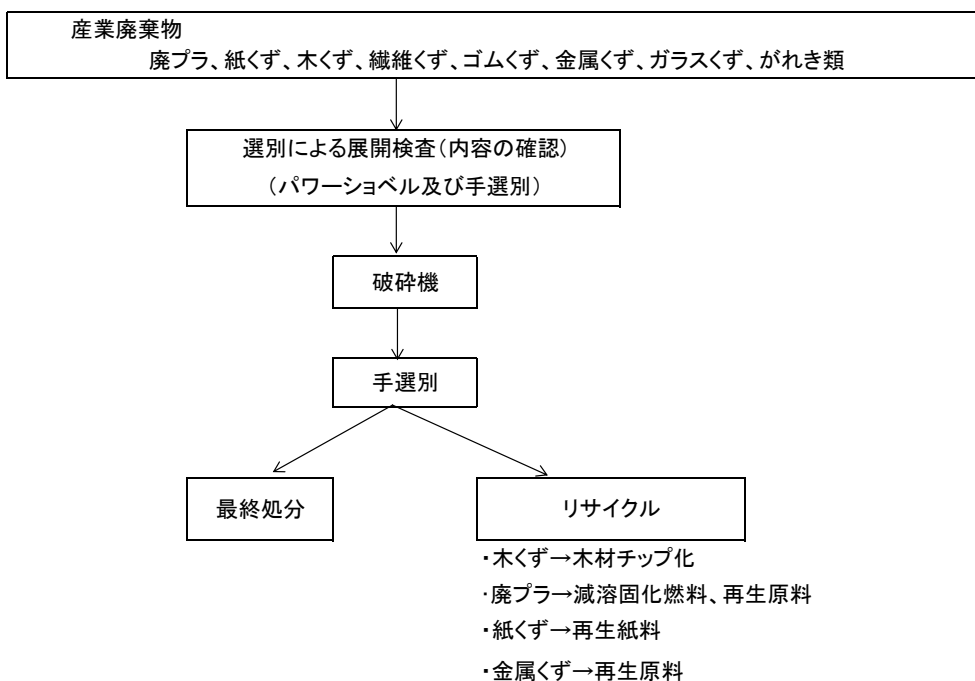 産業廃棄物
廃プラ、紙くず、木くず、繊維くず、ゴムくず、金属くず、ガラスくず、がれき類
選別による展開検査（内容の確認）
（パワーショベル及び手選別）
破砕機
手選別
最終処分
リサイクル
・木くず→木材チップ化
・廃プラ→減溶固化燃料、再生原料
・紙くず→再生紙料
・金属くず→再生原料